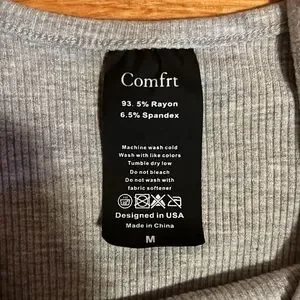 Comfrt
93. 5% Rayon
6.5% Spandex
Machine wash cold
Wash with like colors
Tumble dry low
Do not bleach
Do not wash with
fabric softener
Designed in USA
Made in China
M